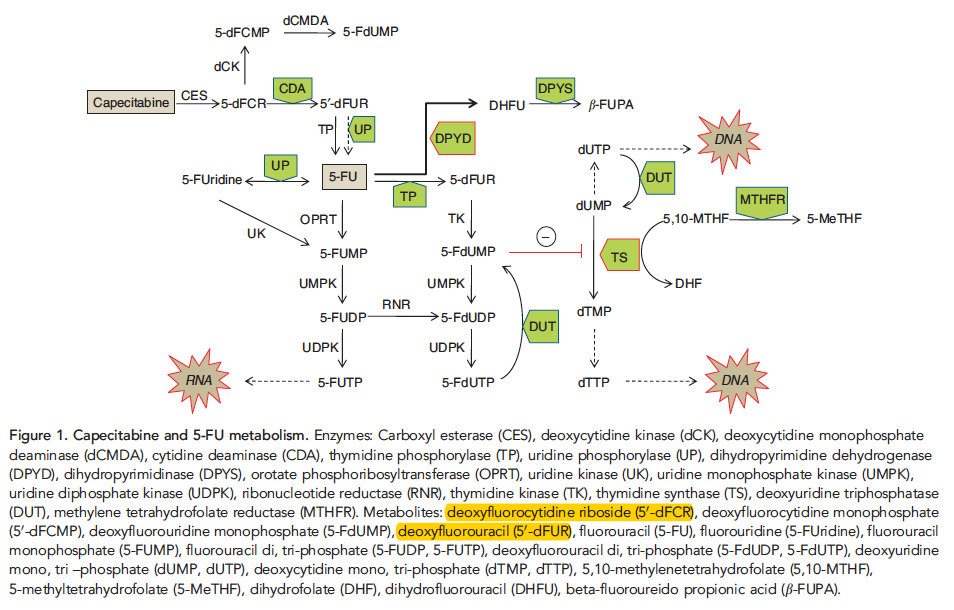 dCMDA
5-dFCMP
5-FdUMP
dCK
CDA
DPYS
Capecitabine
CES
5-dFCR
5′-dFUR
DHFU
β-FUPA
TP
UP
DPYD
DNA
dUTP
UP
5-FUridine
5-FU
5-dFUR
DUT
TP
MTHFR
dUMP
OPRT
TK
5,10-MTHF
5-MeTHF
UK
−
5-FUMP
5-FdUMP
TS
UMPK
UMPK
DHF
RNR
dTMP
5-FUDP
5-FdUDP
DUT
UDPK
UDPK
RNA
5-FUTP
5-FdUTP
dTTP
DNA
Figure 1. Capecitabine and 5-FU metabolism. Enzymes: Carboxyl esterase (CES), deoxycytidine kinase (dCK), deoxycytidine monophosphate
deaminase (dCMDA), cytidine deaminase (CDA), thymidine phosphorylase (TP), uridine phosphorylase (UP), dihydropyrimidine dehydrogenase
(DPYD), dihydropyrimidinase (DPYS), orotate phosphoribosyltransferase (OPRT), uridine kinase (UK), uridine monophosphate kinase (UMPK),
uridine diphosphate kinase (UDPK), ribonucleotide reductase (RNR), thymidine kinase (TK), thymidine synthase (TS), deoxyuridine triphosphatase
(DUT), methylene tetrahydrofolate reductase (MTHFR). Metabolites: deoxyfluorocytidine riboside (5′-dFCR), deoxyfluorocytidine monophosphate
(5′-dFCMP), deoxyfluorouridine monophosphate (5-FdUMP), deoxyfluorouracil (5′-dFUR), fluorouracil (5-FU), fluorouridine (5-FUridine), fluorouracil
monophosphate (5-FUMP), fluorouracil di, tri-phosphate (5-FUDP, 5-FUTP), deoxyfluorouracil di, tri-phosphate (5-FdUDP, 5-FdUTP), deoxyuridine
mono, tri –phosphate (dUMP, dUTP), deoxycytidine mono, tri-phosphate (dTMP, dTTP), 5,10-methylenetetrahydrofolate (5,10-MTHF),
5-methyltetrahydrofolate (5-MeTHF), dihydrofolate (DHF), dihydrofluorouracil (DHFU), beta-fluoroureido propionic acid (β-FUPA).